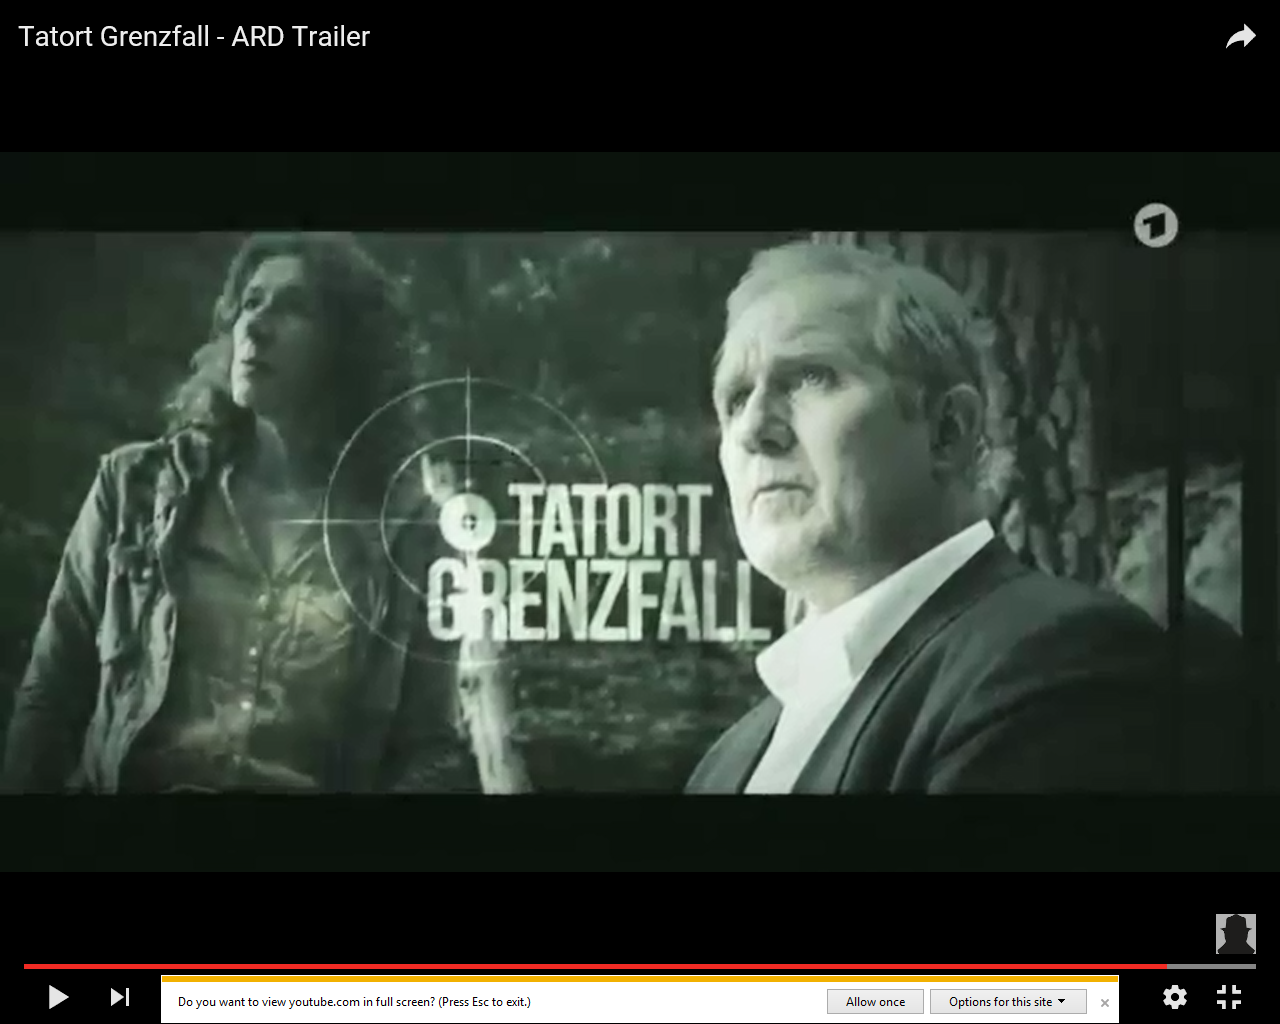 Tatort Grenzfall - ARD Trailer
TATORT
GRENZFALL
Do you want to view youtube.com in full screen? (Press Esc to exit.)
Allow once
Options for this site